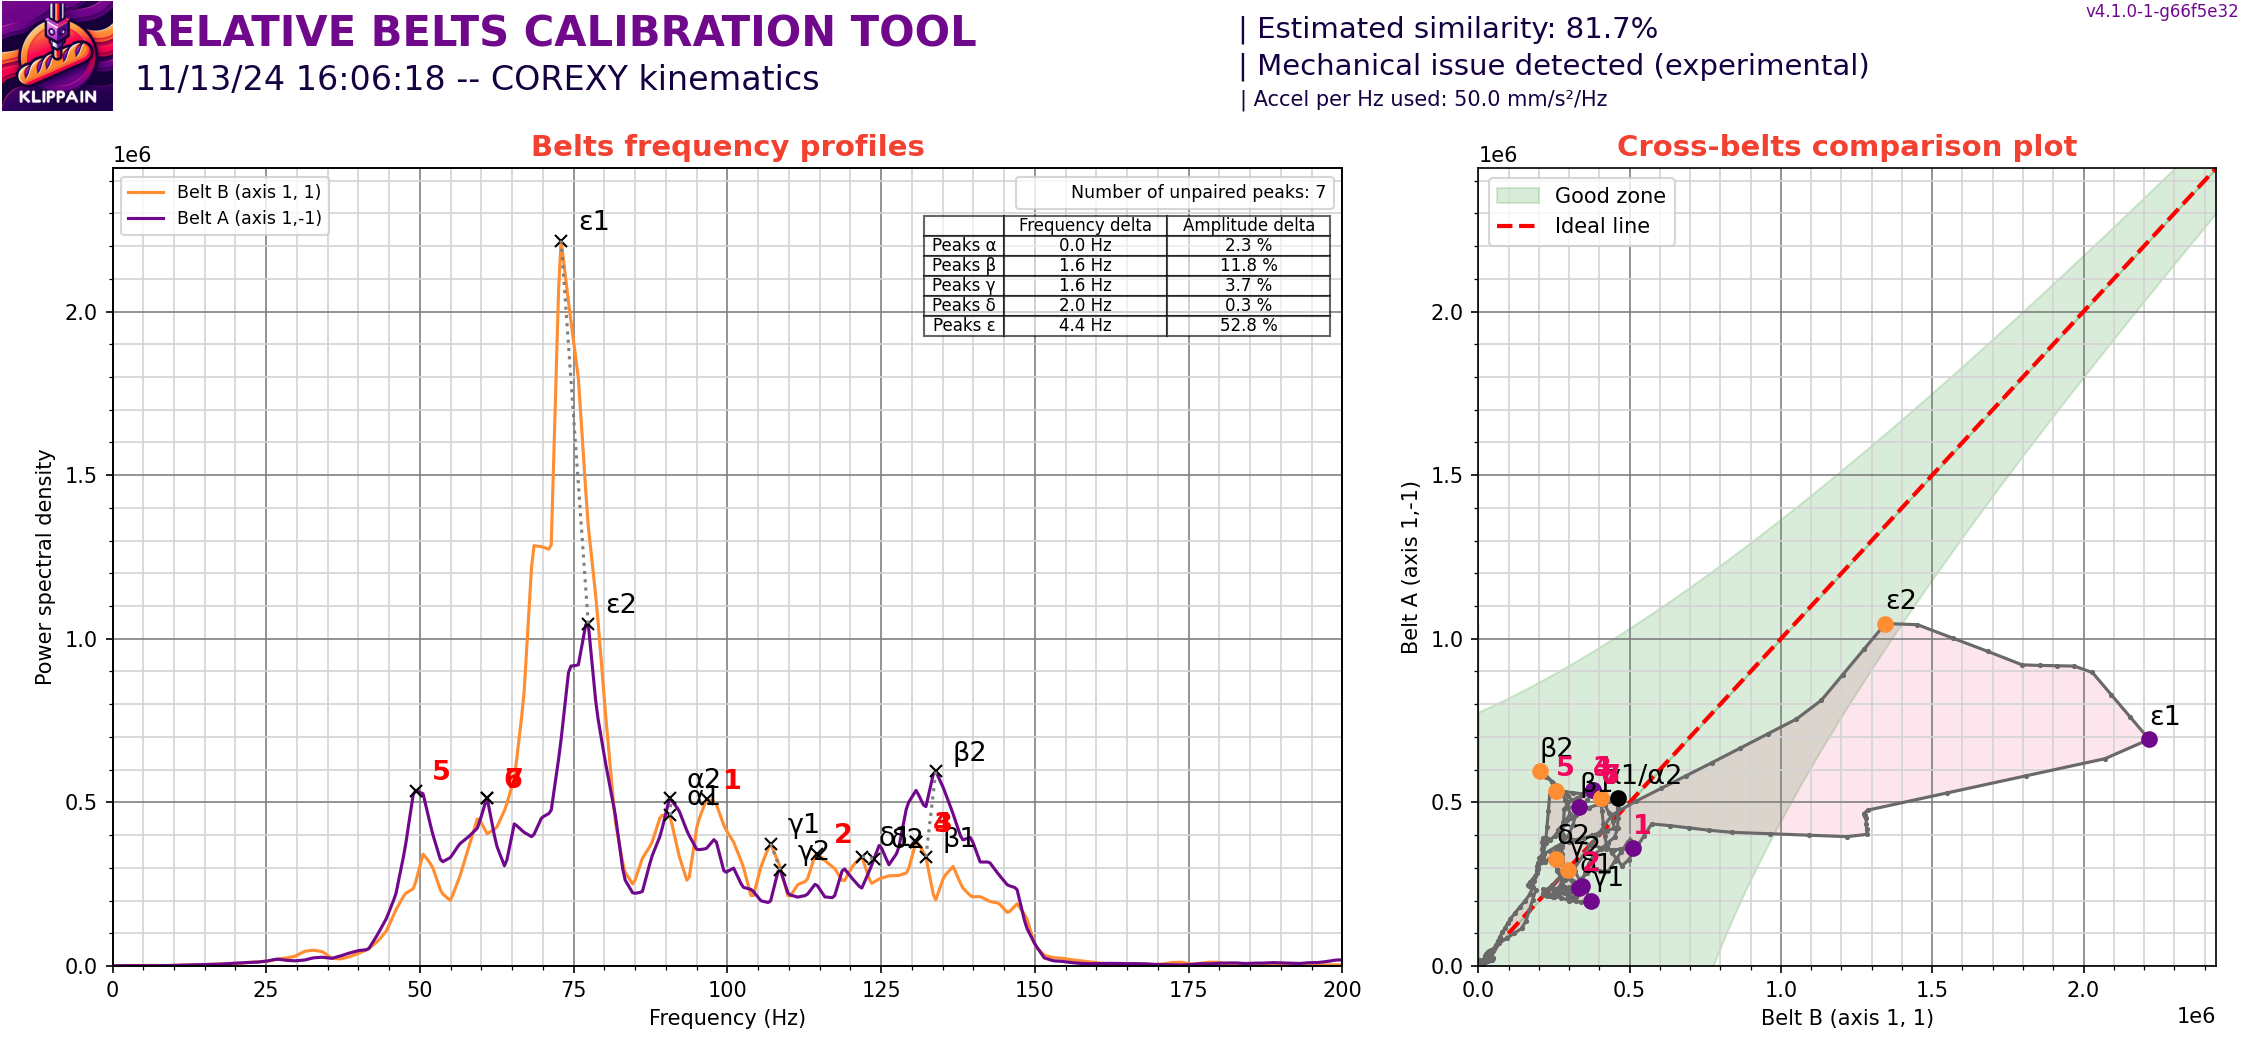 KLIPPAIN
RELATIVE BELTS CALIBRATION TOOL
11/13/24 16:06:18 -- COREXY kinematics
| Estimated similarity: 81.7%
| Mechanical issue detected (experimental)
| Accel per Hz used: 50.0 mm/s²/Hz
v4.1.0-1-g66f5e32
Belts frequency profiles
1e6
Belt B (axis 1, 1)
Belt A (axis 1,-1)
Number of unpaired peaks: 7
Frequency delta Amplitude delta
Peaks α 0.0 Hz 2.3 %
Peaks β 1.6 Hz 11.8 %
Peaks γ 1.6 Hz 3.7 %
Peaks δ 2.0 Hz 0.3 %
Peaks ε 4.4 Hz 52.8 %
ε1
ε2
β2
5
α2
1
α1
γ1
2
γ2
β1
2.0
1.5
1.0
0.5
0.0
Power spectral density
0 25 50 75 100 125 150 175 200
Frequency (Hz)
Cross-belts comparison plot
1e6
Good zone
Ideal line
ε2
ε1
β2
5
α1/α2
β1
1
δ2
γ2
2
γ1
2.0
1.5
1.0
0.5
0.0
Belt A (axis 1,-1)
0.0 0.5 1.0 1.5 2.0
Belt B (axis 1, 1)
1e6